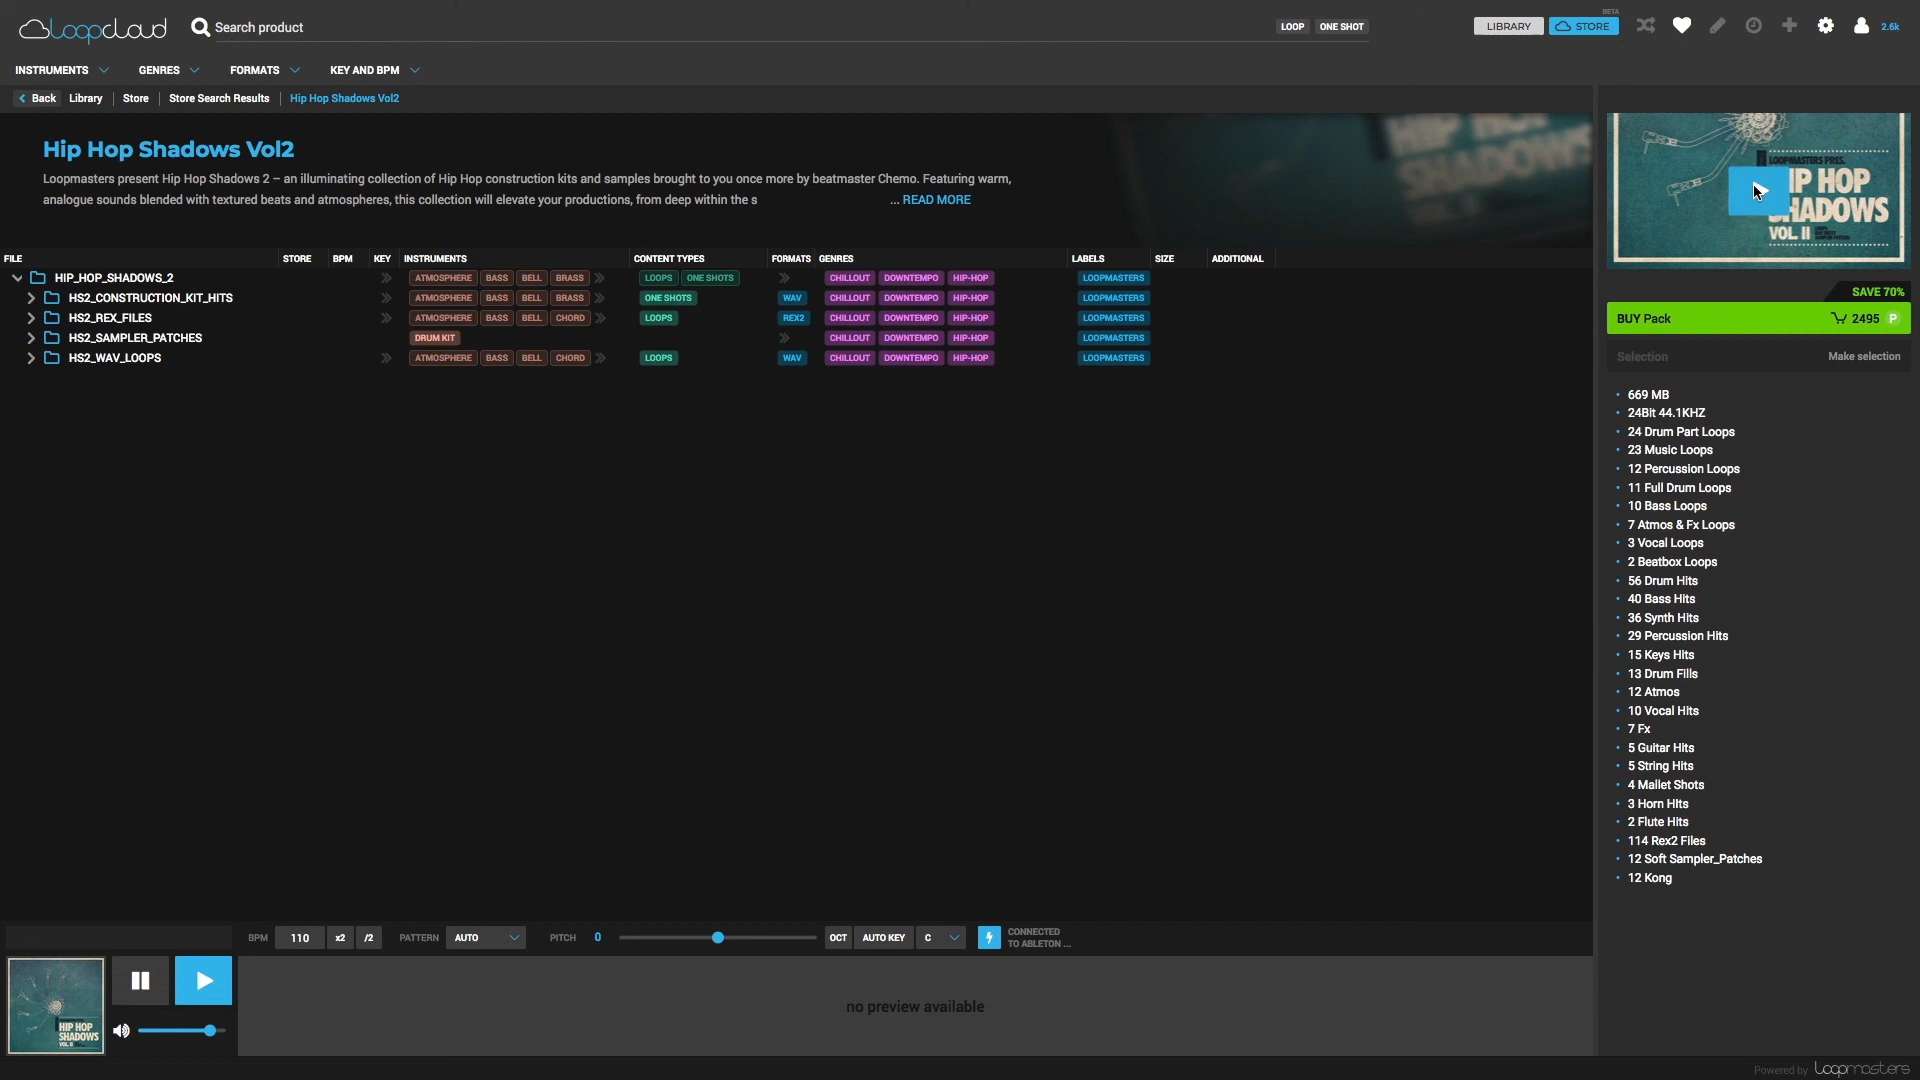 Loopcloud
Search product
LOOP ONE SHOT
LIBRARY STORE BETA 2.6k
INSTRUMENTS GENRES FORMATS KEY AND BPM
Back Library Store Store Search Results Hip Hop Shadows Vol2
Hip Hop Shadows Vol2
Loopmasters present Hip Hop Shadows 2 – an illuminating collection of Hip Hop construction kits and samples brought to you once more by beatmaster Chemo. Featuring warm,
analogue sounds blended with textured beats and atmospheres, this collection will elevate your productions, from deep within the s ... READ MORE
HIP HOP
SHADOWS
FILE STORE BPM KEY INSTRUMENTS CONTENT TYPES FORMATS GENRES LABELS SIZE ADDITIONAL
HIP_HOP_SHADOWS_2 ATMOSPHERE BASS BELL BRASS LOOPS ONE SHOTS CHILLOUT DOWNTEMPO HIP-HOP LOOPMASTERS
HS2_CONSTRUCTION_KIT_HITS ATMOSPHERE BASS BELL BRASS ONE SHOTS WAV CHILLOUT DOWNTEMPO HIP-HOP LOOPMASTERS
HS2_REX_FILES ATMOSPHERE BASS BELL CHORD LOOPS REX2 CHILLOUT DOWNTEMPO HIP-HOP LOOPMASTERS
HS2_SAMPLER_PATCHES DRUM KIT CHILLOUT DOWNTEMPO HIP-HOP LOOPMASTERS
HS2_WAV_LOOPS ATMOSPHERE BASS BELL CHORD LOOPS WAV CHILLOUT DOWNTEMPO HIP-HOP LOOPMASTERS
LOOPMASTERS PRES.
HIP HOP
SHADOWS
VOL. II
SAVE 70%
BUY Pack 2495 P
Selection Make selection
• 669 MB
• 24Bit 44.1KHZ
• 24 Drum Part Loops
• 23 Music Loops
• 12 Percussion Loops
• 11 Full Drum Loops
• 10 Bass Loops
• 7 Atmos & Fx Loops
• 3 Vocal Loops
• 2 Beatbox Loops
• 56 Drum Hits
• 40 Bass Hits
• 36 Synth Hits
• 29 Percussion Hits
• 15 Keys Hits
• 13 Drum Fills
• 12 Atmos
• 10 Vocal Hits
• 7 Fx
• 5 Guitar Hits
• 5 String Hits
• 4 Mallet Shots
• 3 Horn Hits
• 2 Flute Hits
• 114 Rex2 Files
• 12 Soft Sampler_Patches
• 12 Kong
BPM 110 x2 /2 PATTERN AUTO PITCH 0 OCT AUTO KEY C CONNECTED
TO ABLETON ...
HIP HOP
SHADOWS
VOL. II
no preview available
Powered by Loopmasters